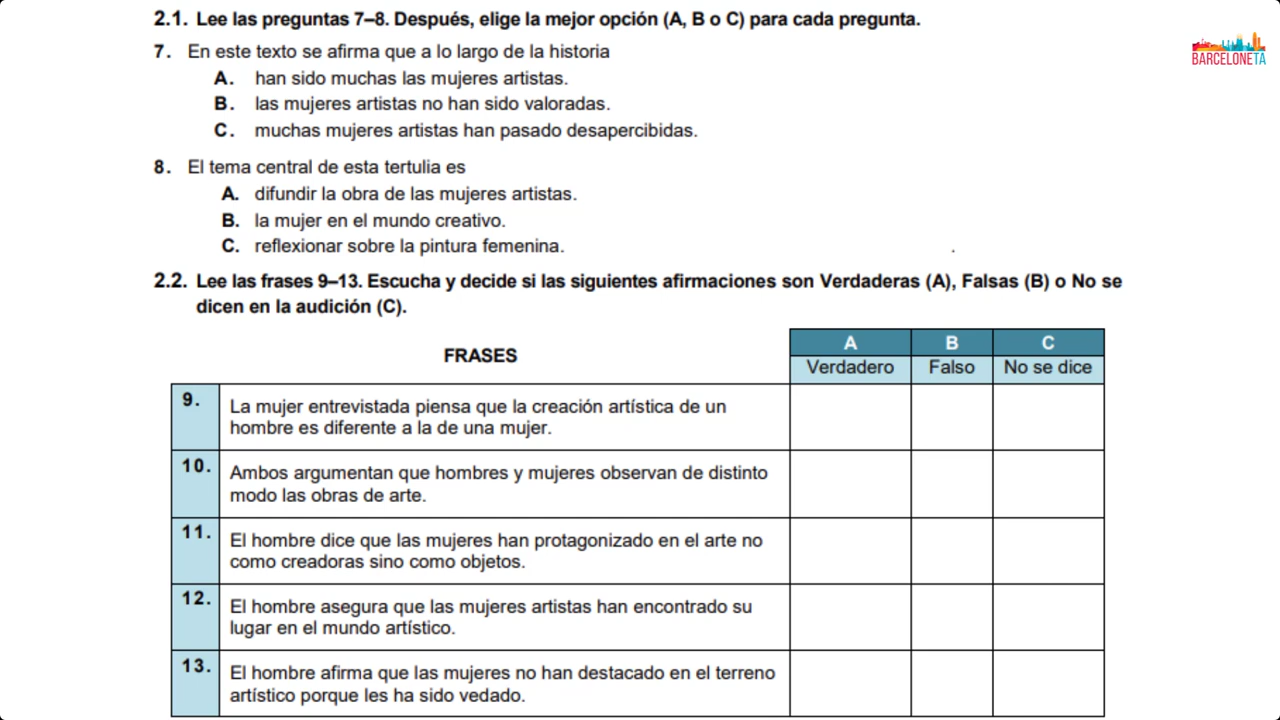 2.1. Lee las preguntas 7–8. Después, elige la mejor opción (A, B o C) para cada pregunta.
BARCELONETA
7. En este texto se afirma que a lo largo de la historia
A. han sido muchas las mujeres artistas.
B. las mujeres artistas no han sido valoradas.
C. muchas mujeres artistas han pasado desapercibidas.
8. El tema central de esta tertulia es
A. difundir la obra de las mujeres artistas.
B. la mujer en el mundo creativo.
C. reflexionar sobre la pintura femenina.
2.2. Lee las frases 9–13. Escucha y decide si las siguientes afirmaciones son Verdaderas (A), Falsas (B) o No se
dicen en la audición (C).
FRASES
A B C
Verdadero Falso No se dice
9. La mujer entrevistada piensa que la creación artística de un
hombre es diferente a la de una mujer.
10. Ambos argumentan que hombres y mujeres observan de distinto
modo las obras de arte.
11. El hombre dice que las mujeres han protagonizado en el arte no
como creadoras sino como objetos.
12. El hombre asegura que las mujeres artistas han encontrado su
lugar en el mundo artístico.
13. El hombre afirma que las mujeres no han destacado en el terreno
artístico porque les ha sido vedado.